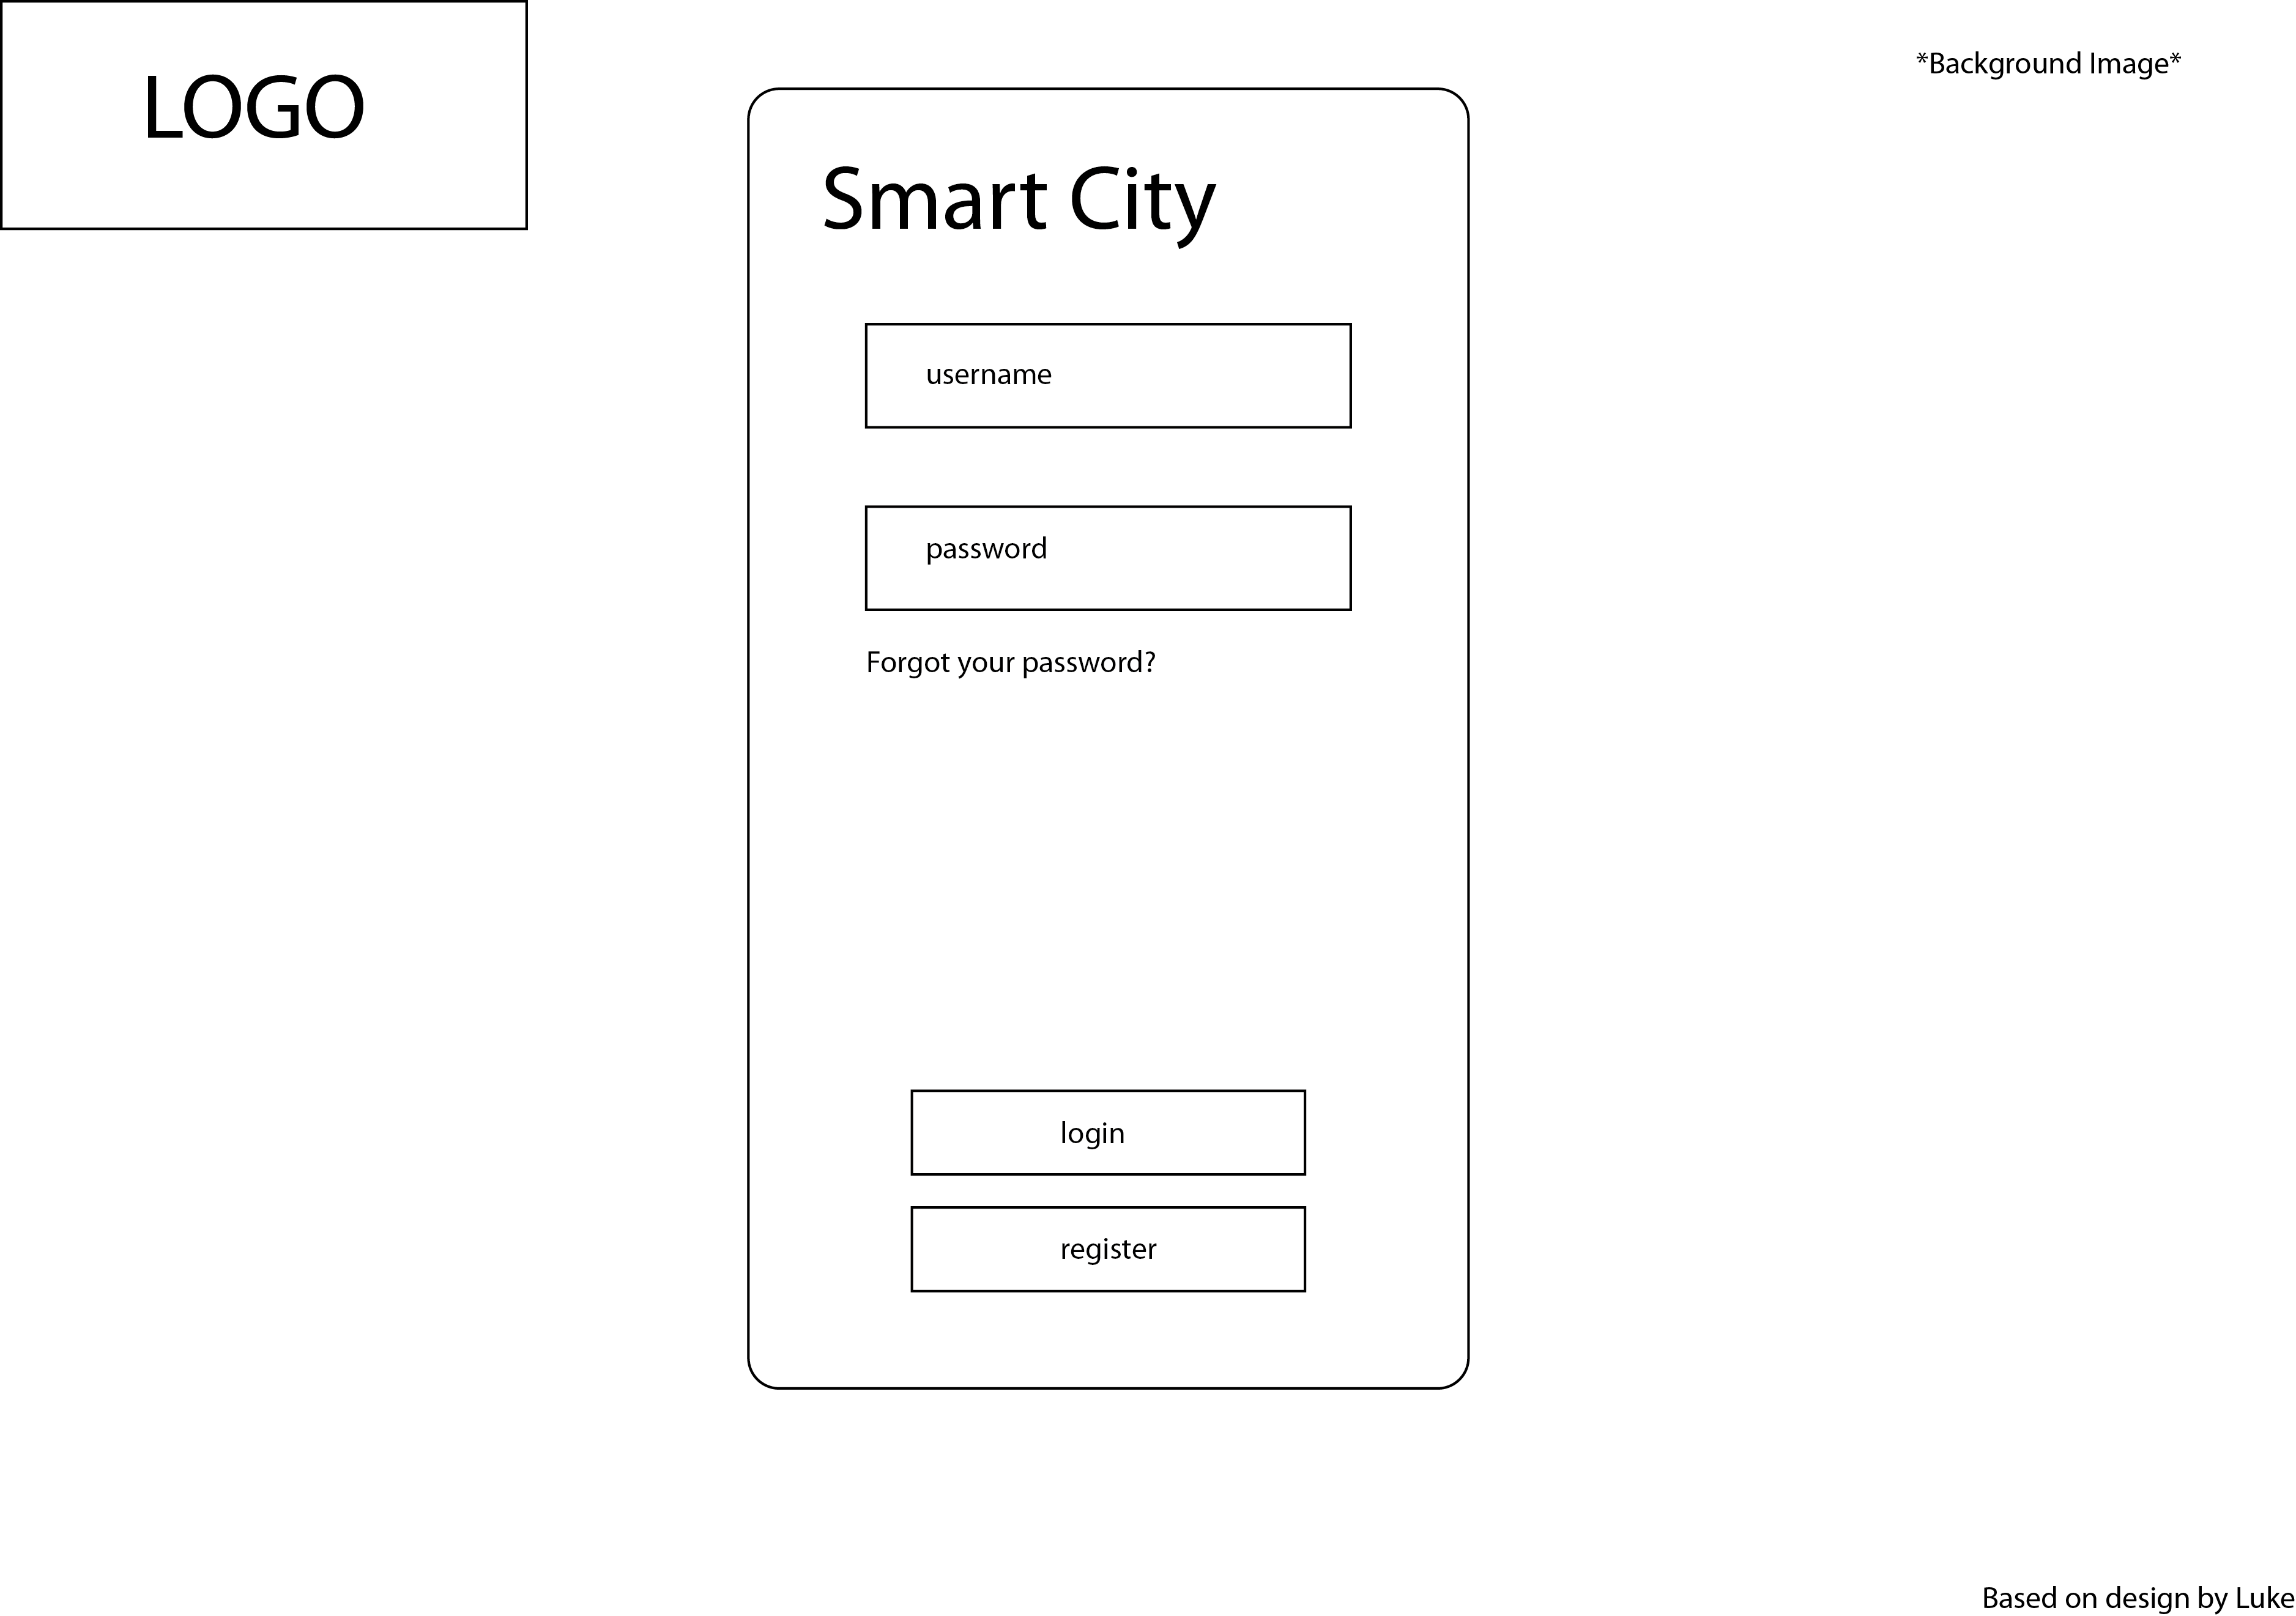 LOGO
*Background Image*
Smart City
username
password
Forgot your password?
login
register
Based on design by Luke